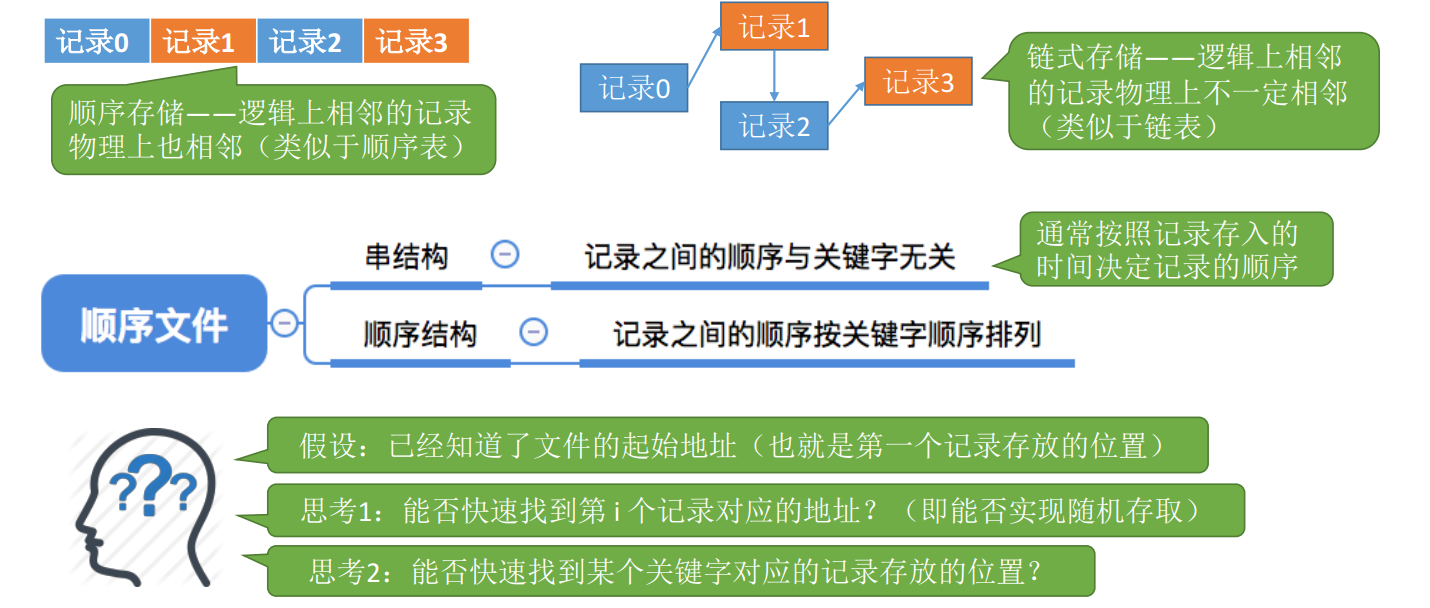 记录0 记录1 记录2 记录3
顺序存储——逻辑上相邻的记录
物理上也相邻（类似于顺序表）
记录0
记录1
记录2
记录3
链式存储——逻辑上相邻
的记录物理上不一定相邻
（类似于链表）
顺序文件
串结构
记录之间的顺序与关键字无关
通常按照记录存入的
时间决定记录的顺序
顺序结构
记录之间的顺序按关键字顺序排列
???
假设：已经知道了文件的起始地址（也就是第一个记录存放的位置）
思考1：能否快速找到第 i 个记录对应的地址？（即能否实现随机存取）
思考2：能否快速找到某个关键字对应的记录存放的位置？